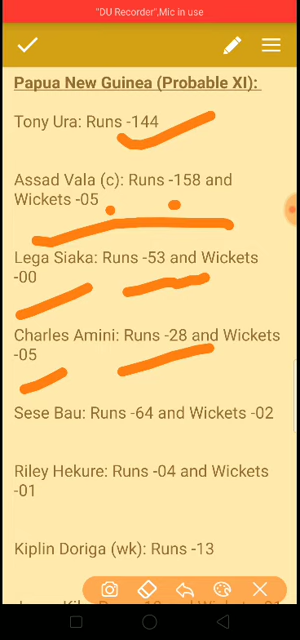 "DU Recorder",Mic in use
Papua New Guinea (Probable XI):
Tony Ura: Runs -144
Assad Vala (c): Runs -158 and
Wickets -05
Lega Siaka: Runs -53 and Wickets
-00
Charles Amini: Runs -28 and Wickets
-05
Sese Bau: Runs -64 and Wickets -02
Riley Hekure: Runs -04 and Wickets
-01
Kiplin Doriga (wk): Runs -13